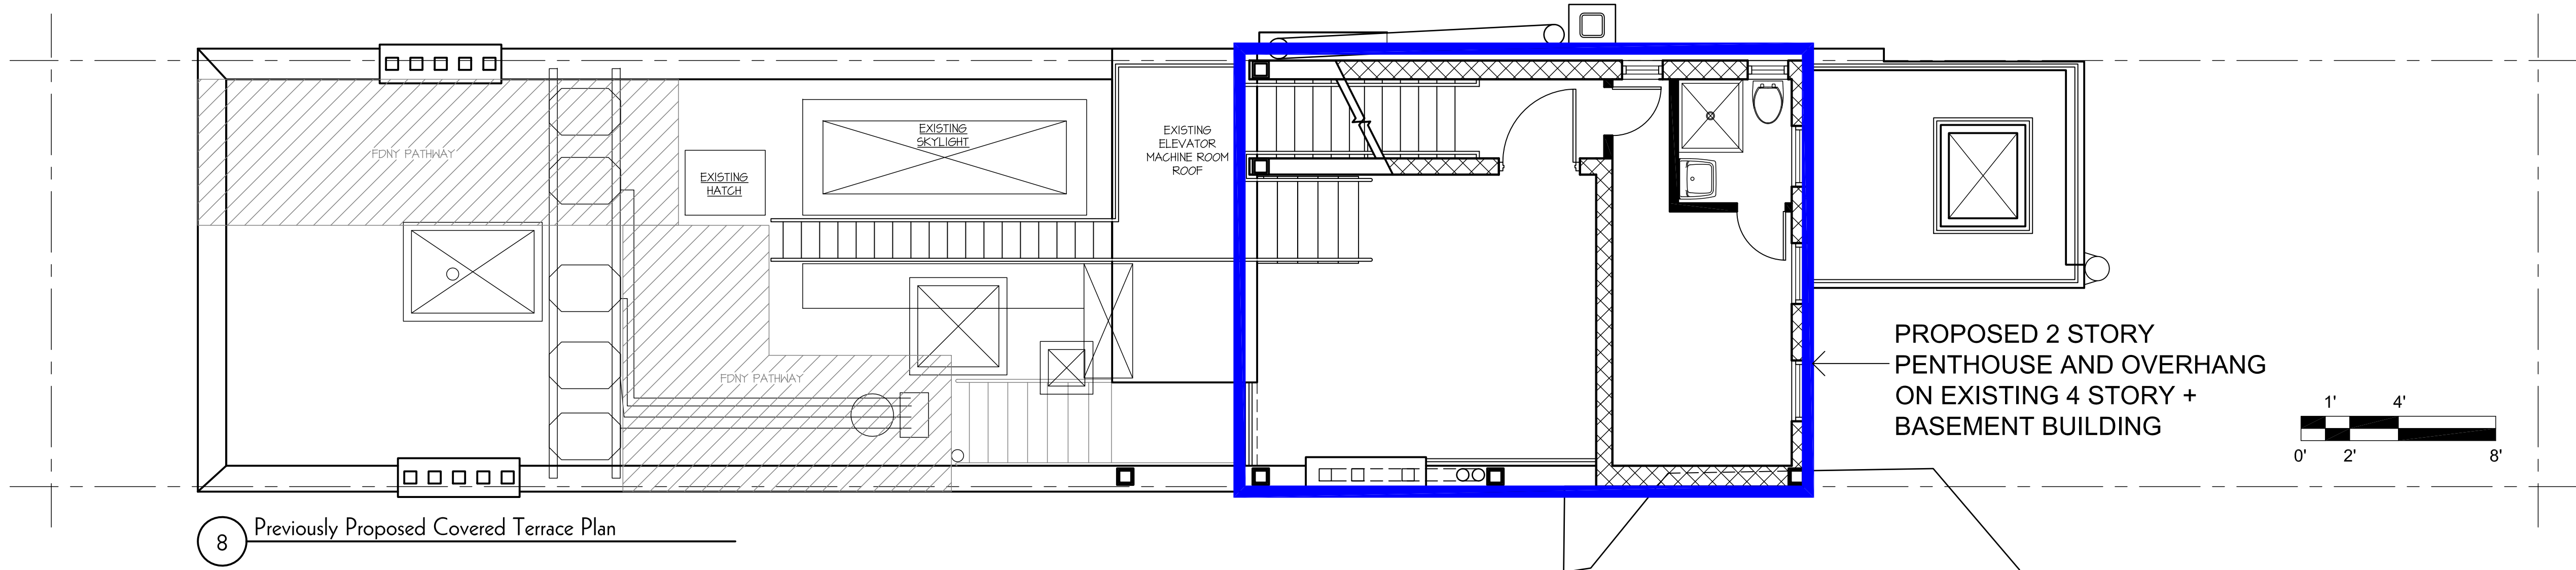 FDNY PATHWAY
EXISTING
HATCH
EXISTING
SKYLIGHT
EXISTING
ELEVATOR
MACHINE ROOM
ROOF
FDNY PATHWAY
PROPOSED 2 STORY
PENTHOUSE AND OVERHANG
ON EXISTING 4 STORY +
BASEMENT BUILDING
1' 4'
0' 2' 8'
8 Previously Proposed Covered Terrace Plan